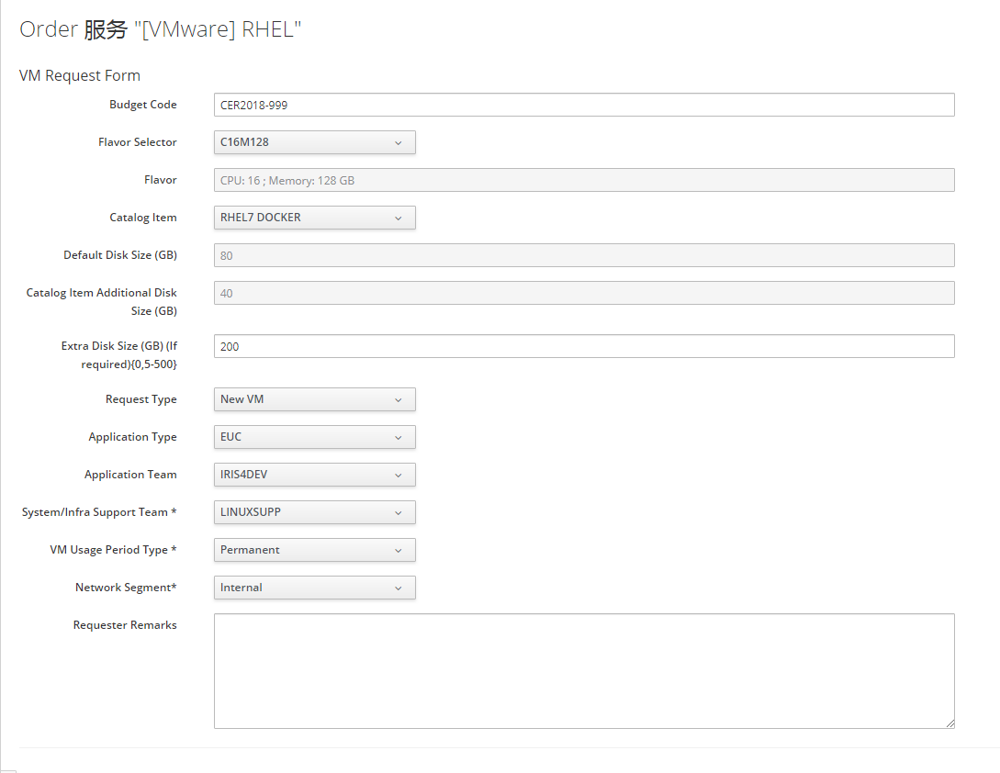 Order 服务 "[VMware] RHEL"
VM Request Form
Budget Code
CER2018-999
Flavor Selector
C16M128
Flavor
CPU: 16 ; Memory: 128 GB
Catalog Item
RHEL7 DOCKER
Default Disk Size (GB)
80
Catalog Item Additional Disk
Size (GB)
40
Extra Disk Size (GB) (If
required){0,5-500}
200
Request Type
New VM
Application Type
EUC
Application Team
IRIS4DEV
System/Infra Support Team *
LINUXSUPP
VM Usage Period Type *
Permanent
Network Segment*
Internal
Requester Remarks